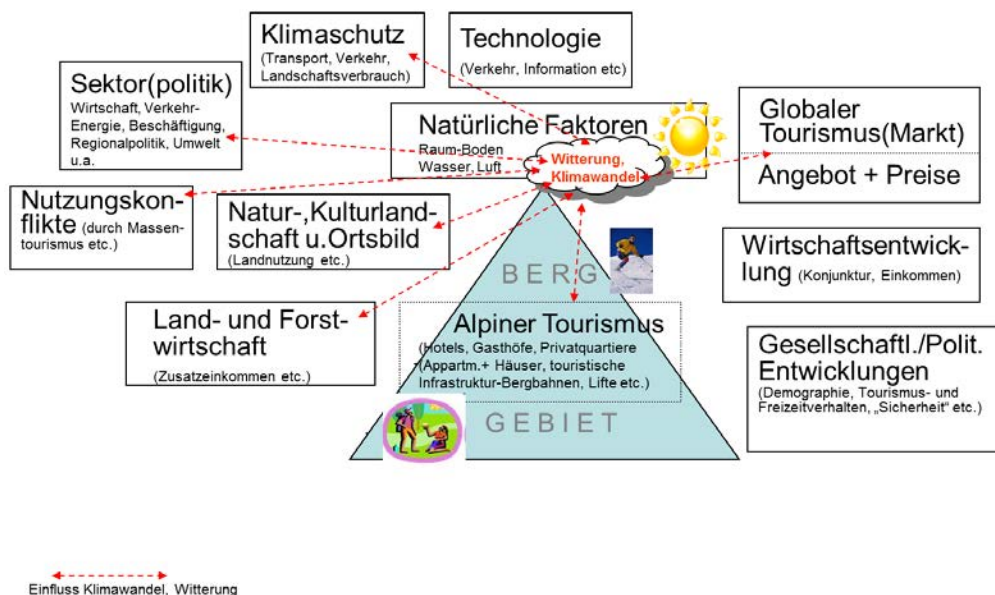 Klimaschutz
(Transport, Verkehr,
Landschaftsverbrauch)
Technologie
(Verkehr, Information etc)
Sektor(politik)
Wirtschaft, Verkehr-
Energie, Beschäftigung,
Regionalpolitik, Umwelt
u.a.
Natürliche Faktoren
Raum-Boden
Wasser, Luft
Witterung,
Klimawandel
Globaler
Tourismus(Markt)
Angebot + Preise
Nutzungskon-
flikte (durch Massen-
tourismus etc.)
Natur-,Kulturland-
schaft u.Ortsbild
(Landnutzung etc.)
Wirtschaftsentwick-
lung (Konjunktur, Einkommen)
BERG
Land- und Forst-
wirtschaft
(Zusatzeinkommen etc.)
Alpiner Tourismus
(Hotels, Gasthöfe, Privatquartiere
(Appartm.+ Häuser, touristische
Infrastruktur-Bergbahnen, Lifte etc.)
Gesellschaftl./Polit.
Entwicklungen
(Demographie, Tourismus- und
Freizeitverhalten, „Sicherheit“ etc.)
GEBIET
Einfluss Klimawandel, Witterung